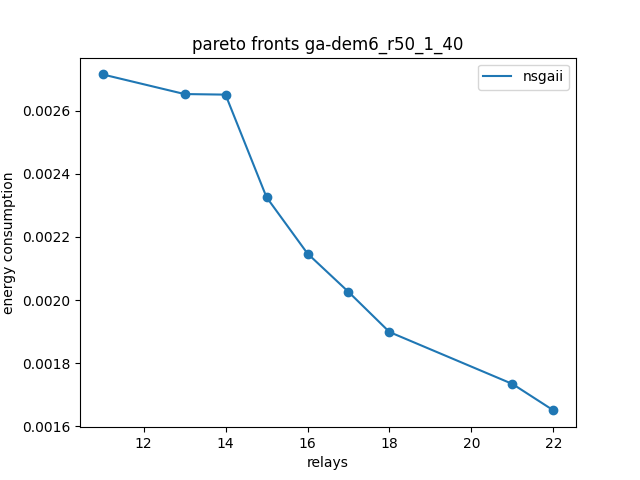 pareto fronts ga-dem6_r50_1_40
nsgaii
0.0026
0.0024
0.0022
0.0020
0.0018
0.0016
energy consumption
12 14 16 18 20 22
relays